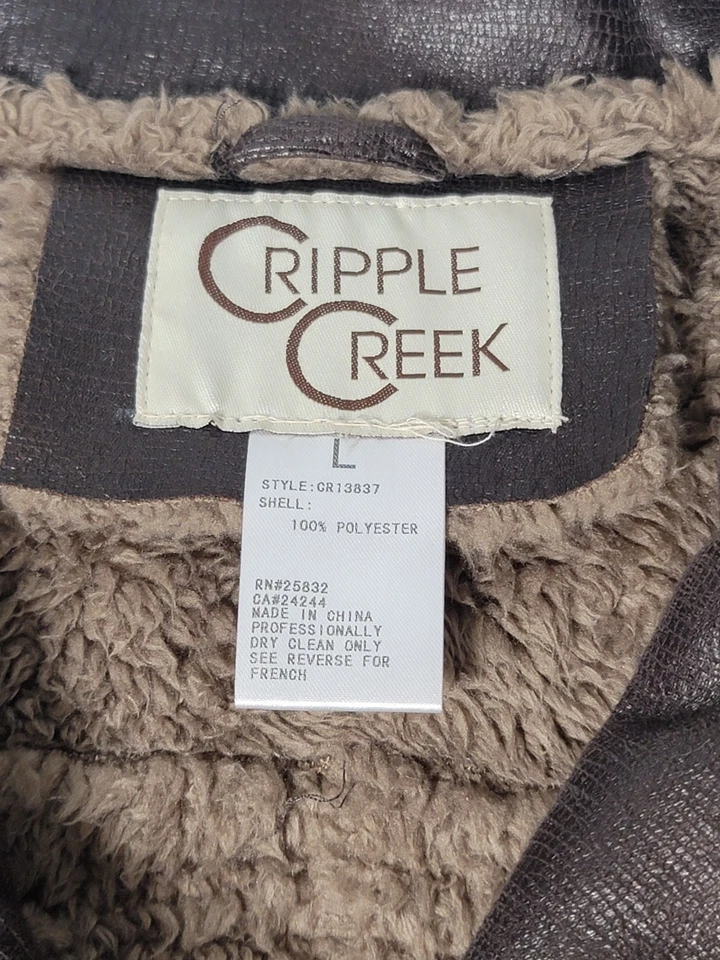 CRIPPLE
CREEK
L
STYLE:CR13837
SHELL:
100% POLYESTER
RN#25832
CA#24244
MADE IN CHINA
PROFESSIONALLY
DRY CLEAN ONLY
SEE REVERSE FOR
FRENCH